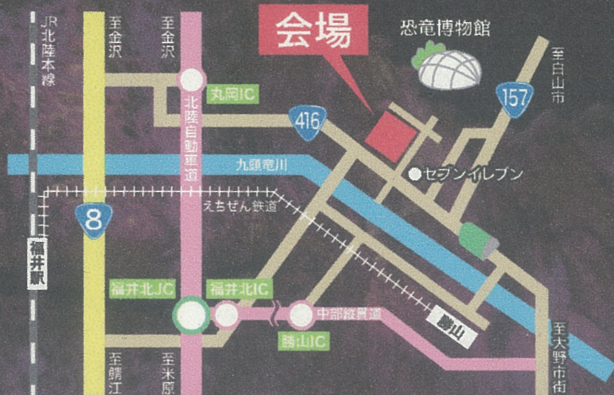 JR北陸本線
至金沢
至金沢
会場
恐竜博物館
至白山市
157
丸岡IC
416
北陸自動車道
九頭竜川
セブンイレブン
えちぜん鉄道
8
福井駅
福井北JC
福井北IC
中部縦貫道
勝山IC
勝山
至鯖江
至米原
至大野市街